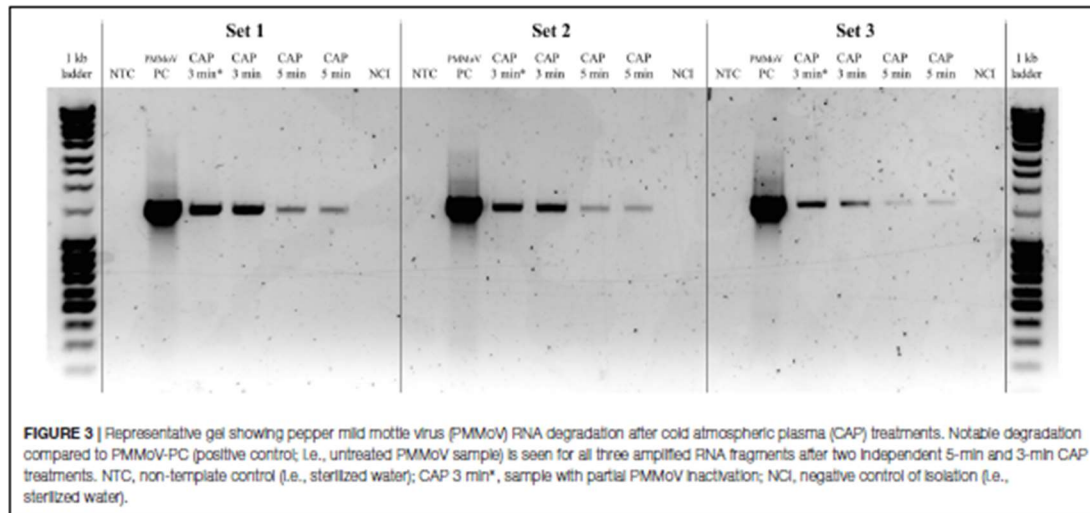 Set 1 Set 2 Set 3
1 kb ladder NTC PMMoV PC CAP 3 min* CAP 3 min CAP 5 min CAP 5 min NCI NTC PMMoV PC CAP 3 min* CAP 3 min CAP 5 min CAP 5 min NCI NTC PMMoV PC CAP 3 min* CAP 3 min CAP 5 min CAP 5 min NCI 1 kb ladder
FIGURE 3 | Representative gel showing pepper mild mottle virus (PMMoV) RNA degradation after cold atmospheric plasma (CAP) treatments. Notable degradation
compared to PMMoV-PC (positive control; i.e., untreated PMMoV sample) is seen for all three amplified RNA fragments after two independent 5-min and 3-min CAP
treatments. NTC, non-template control (i.e., sterilized water); CAP 3 min*, sample with partial PMMoV inactivation; NCI, negative control of isolation (i.e.,
sterilized water).